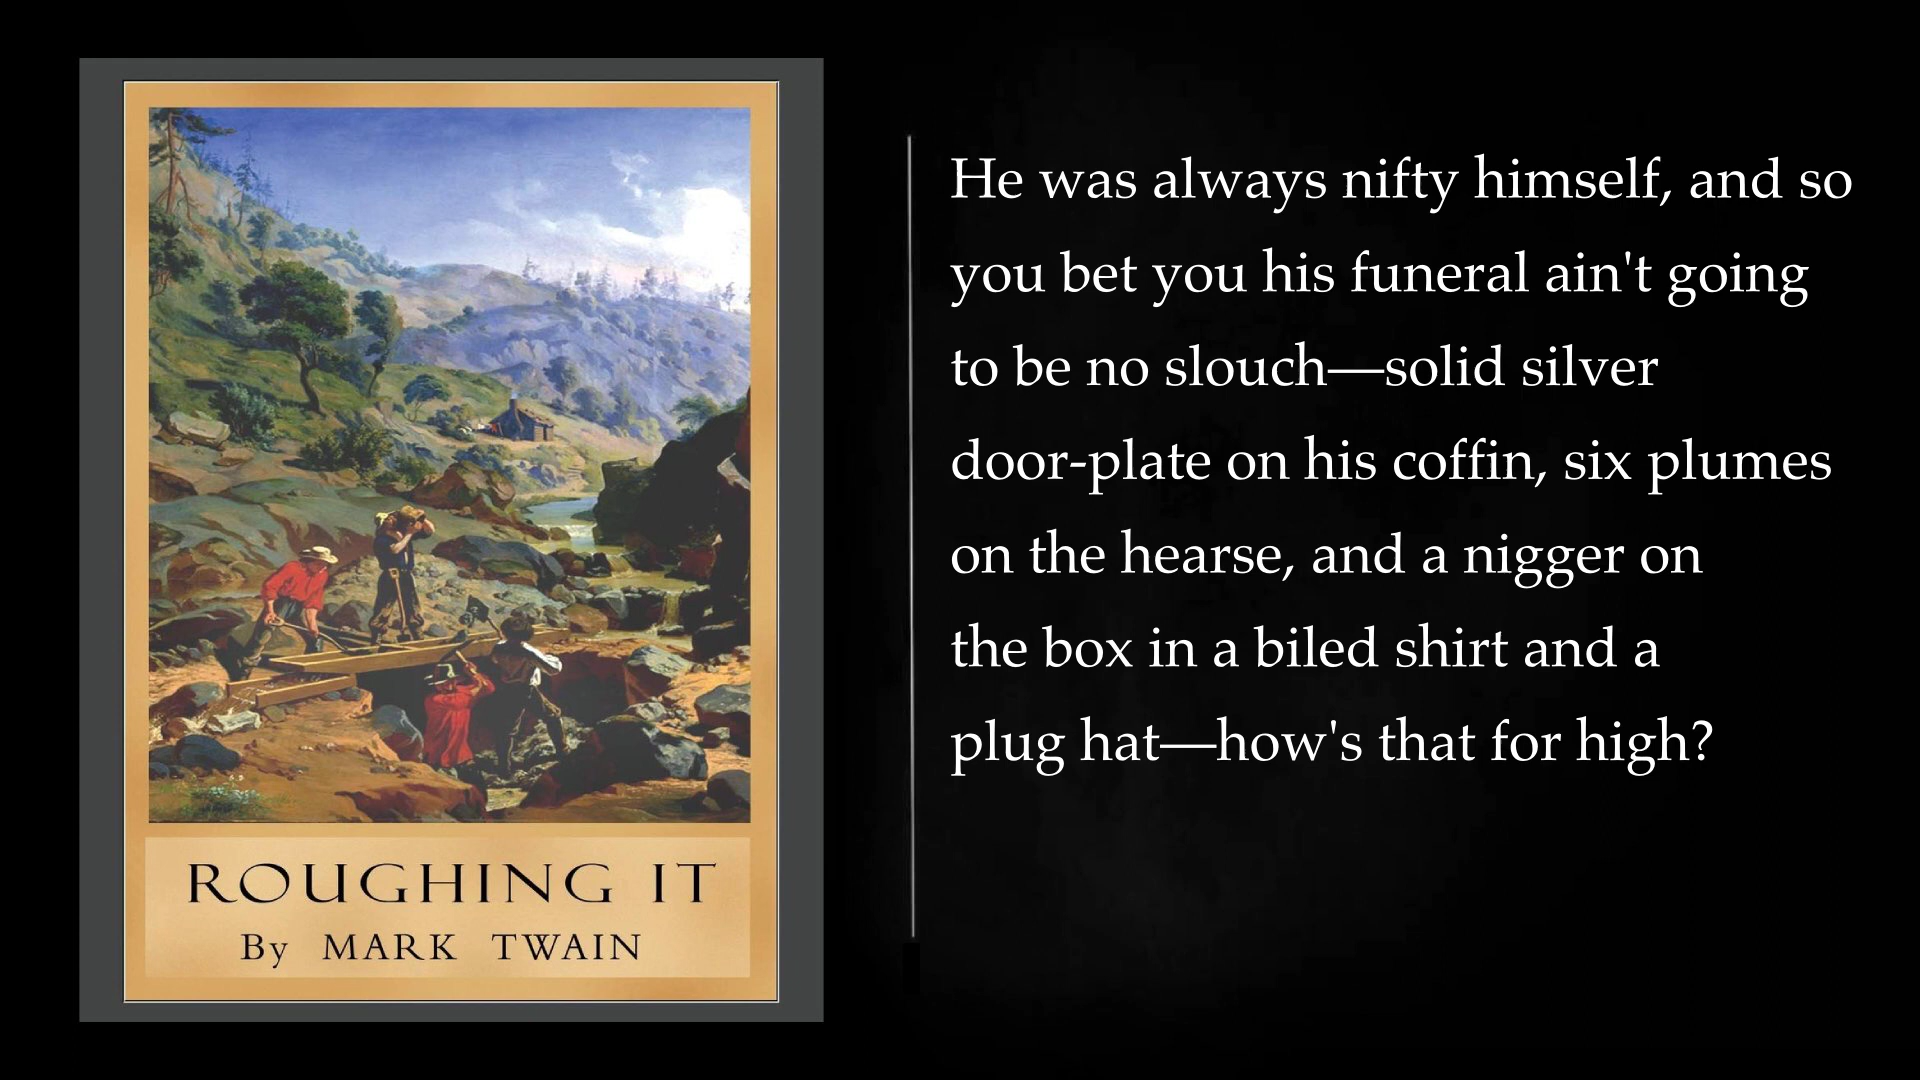 ROUGHING IT
By MARK TWAIN
He was always nifty himself, and so
you bet you his funeral ain't going
to be no slouch—solid silver
door-plate on his coffin, six plumes
on the hearse, and a nigger on
the box in a biled shirt and a
plug hat—how's that for high?